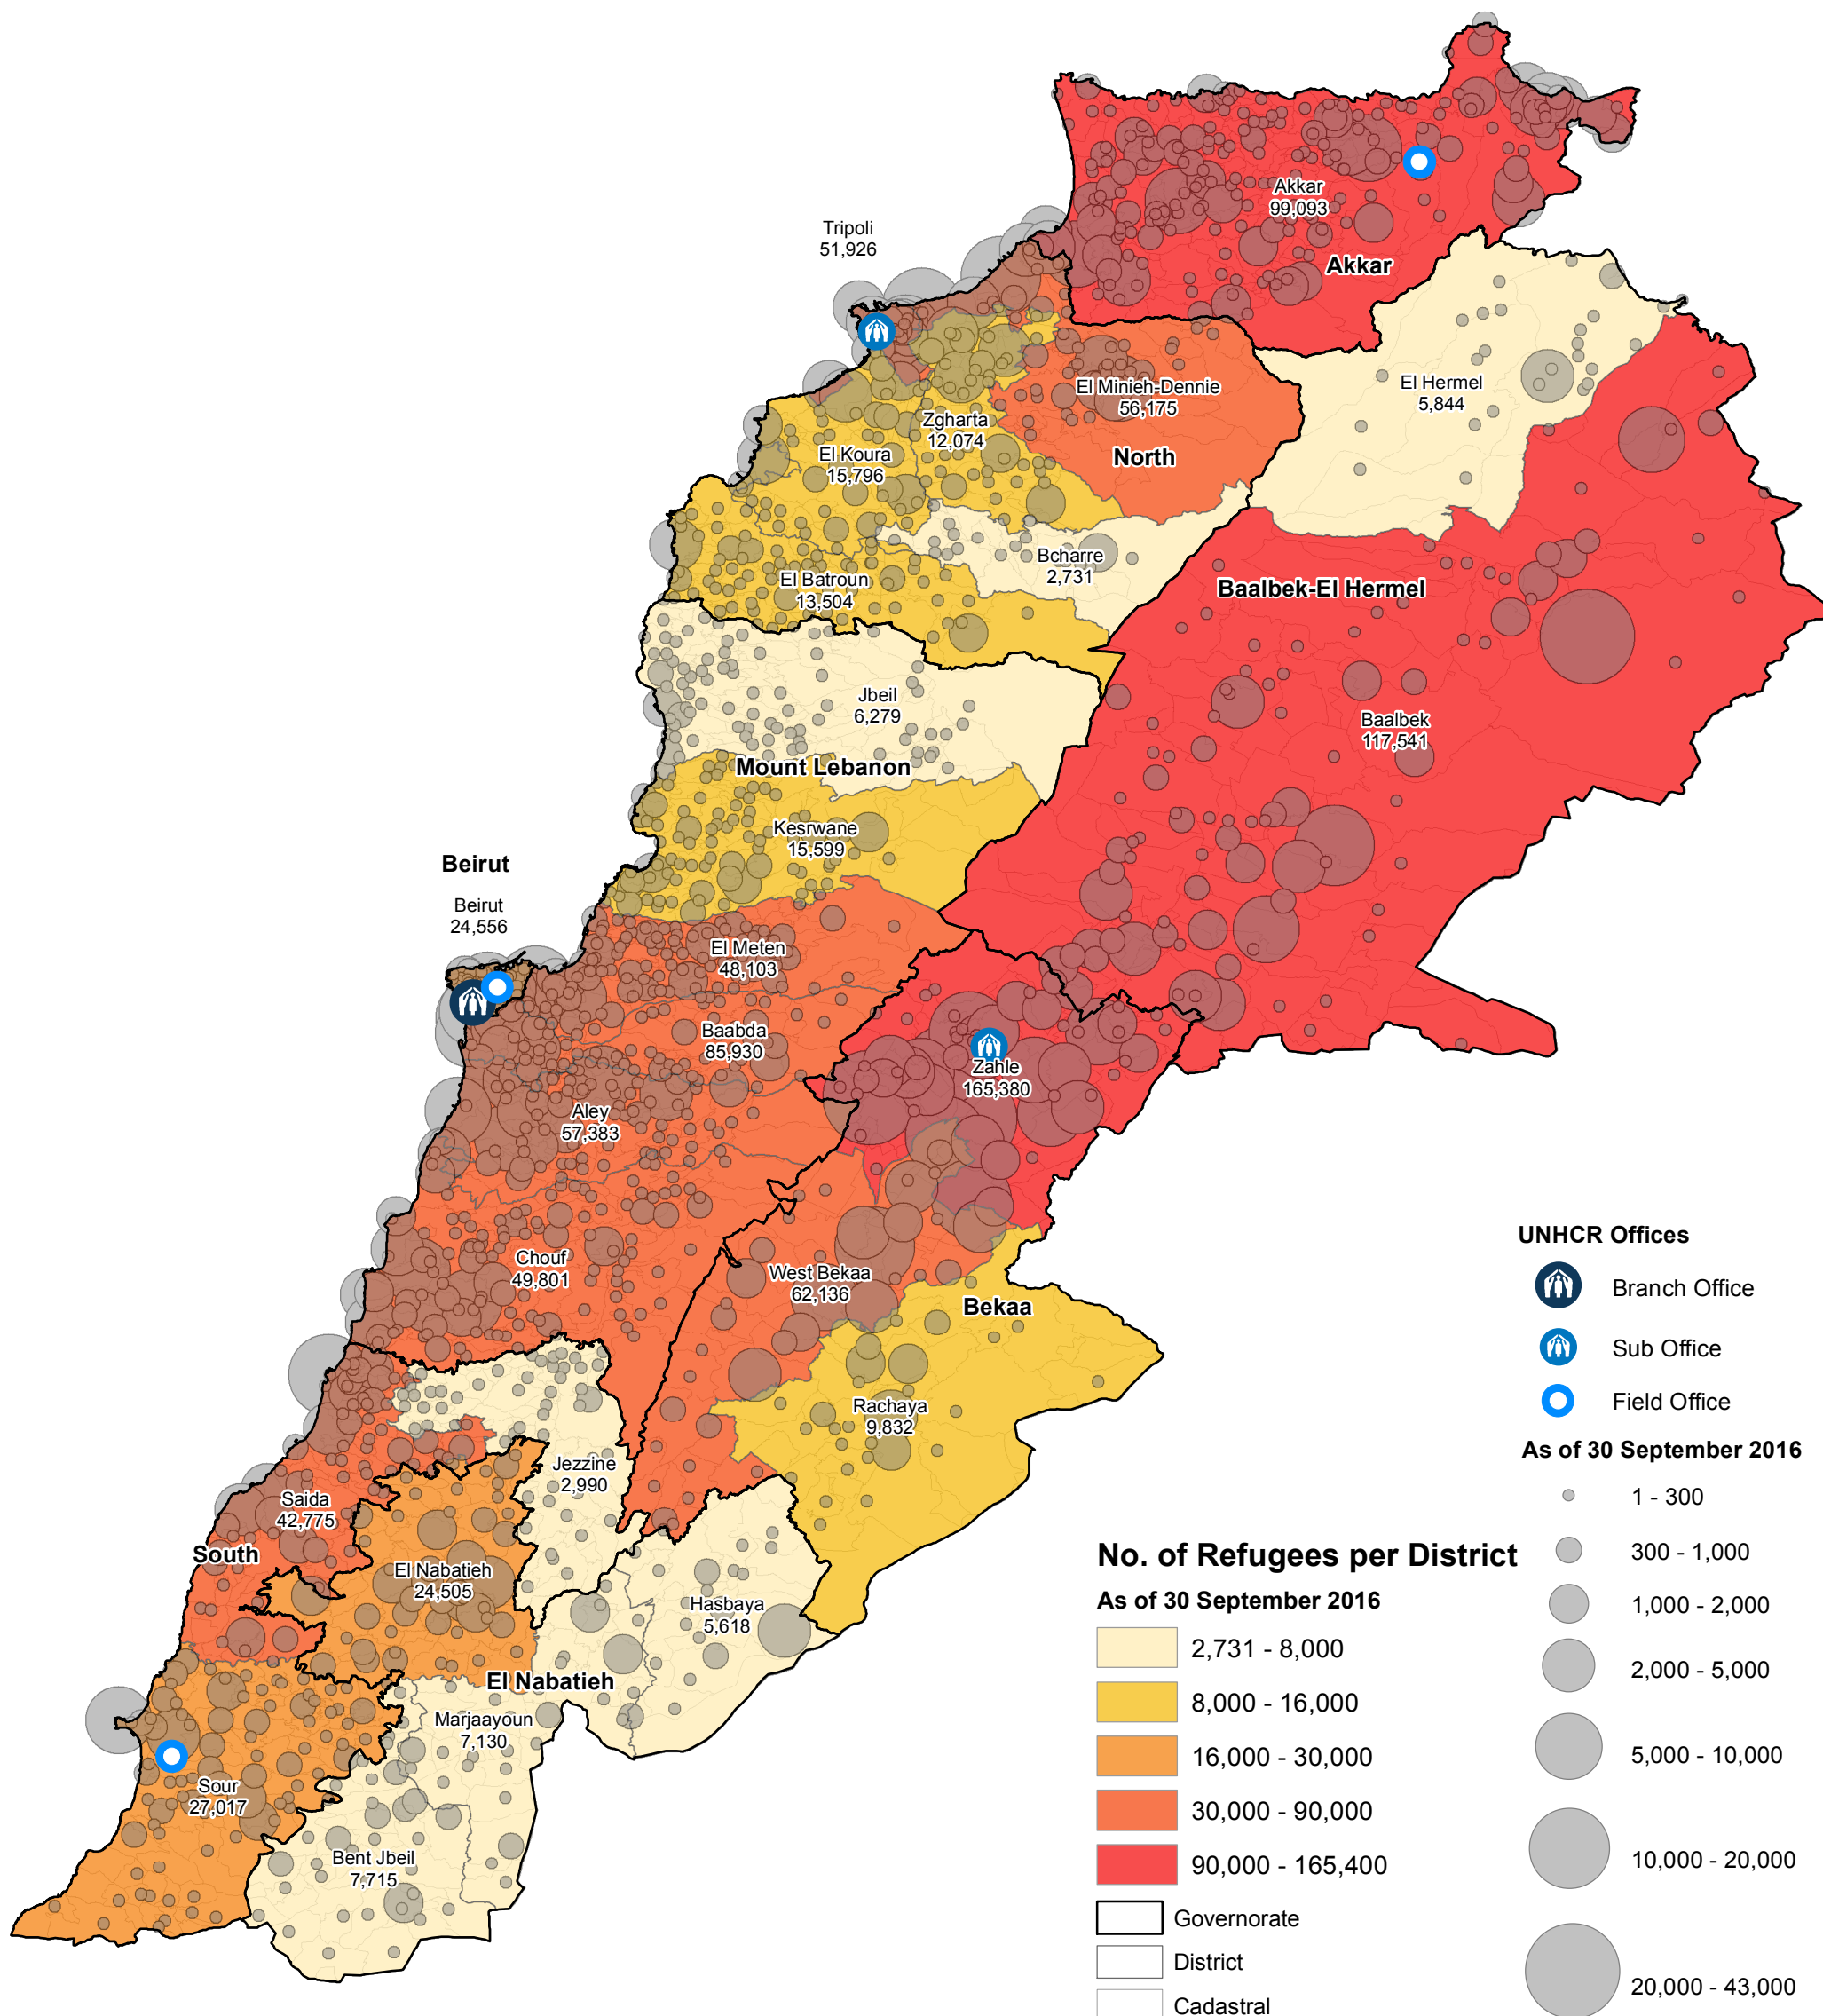 Akkar
99,093
Akkar
Tripoli
51,926
El Hermel
5,844
El Minieh-Dennie
56,175
Zgharta
12,074
North
El Koura
15,796
Bcharre
2,731
El Batroun
13,504
Baalbek-El Hermel
Jbeil
6,279
Baalbek
117,541
Mount Lebanon
Kesrwane
15,599
Beirut
Beirut
24,556
El Meten
48,103
Baabda
85,930
Zahle
165,380
Aley
57,383
Chouf
49,801
West Bekaa
62,136
Bekaa
Rachaya
9,832
Jezzine
2,990
Saida
42,775
South
El Nabatieh
24,505
Hasbaya
5,618
El Nabatieh
Marjaayoun
7,130
Sour
27,017
Bent Jbeil
7,715
UNHCR Offices
Branch Office
Sub Office
Field Office
As of 30 September 2016
1 - 300
300 - 1,000
1,000 - 2,000
2,000 - 5,000
5,000 - 10,000
10,000 - 20,000
20,000 - 43,000
No. of Refugees per District
As of 30 September 2016
2,731 - 8,000
8,000 - 16,000
16,000 - 30,000
30,000 - 90,000
90,000 - 165,400
Governorate
District
Cadastral